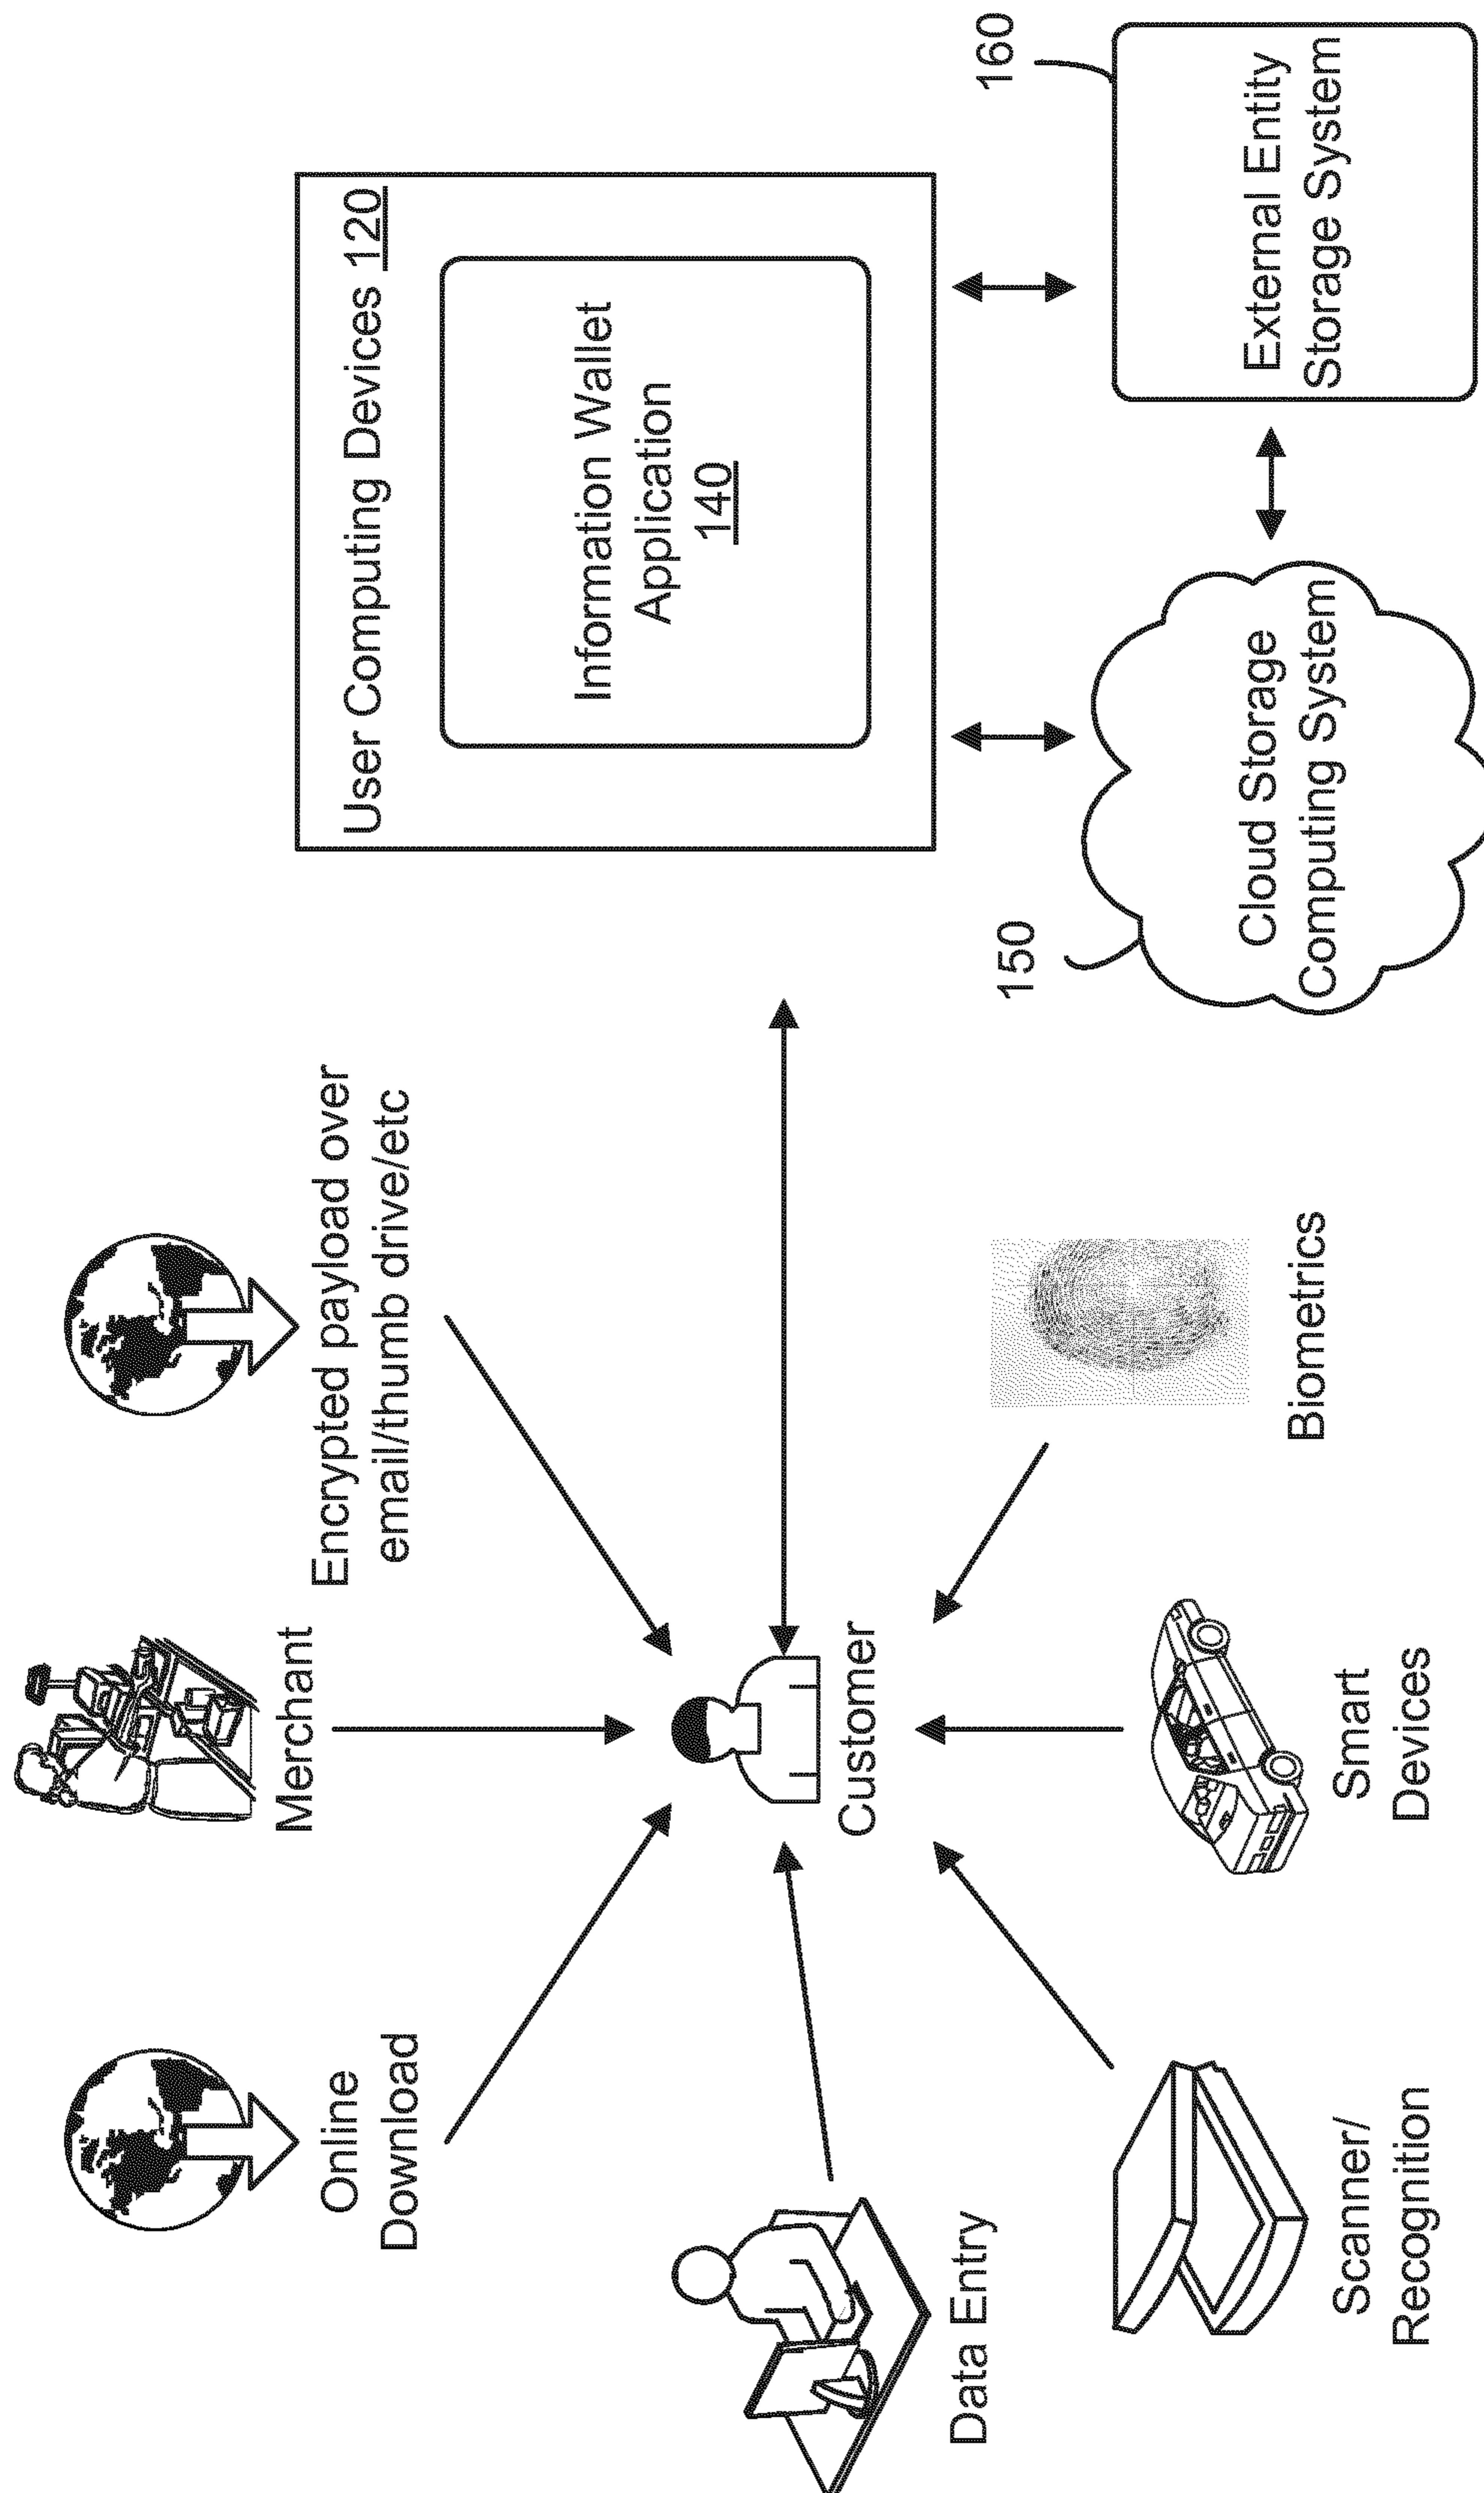 Online
Download
Merchant
Encrypted payload over
email/thumb drive/etc
User Computing Devices 120
Information Wallet
Application
140
Data Entry
Customer
150
160
Scanner/
Recognition
Smart
Devices
Biometrics
Cloud Storage
Computing System
External Entity
Storage System